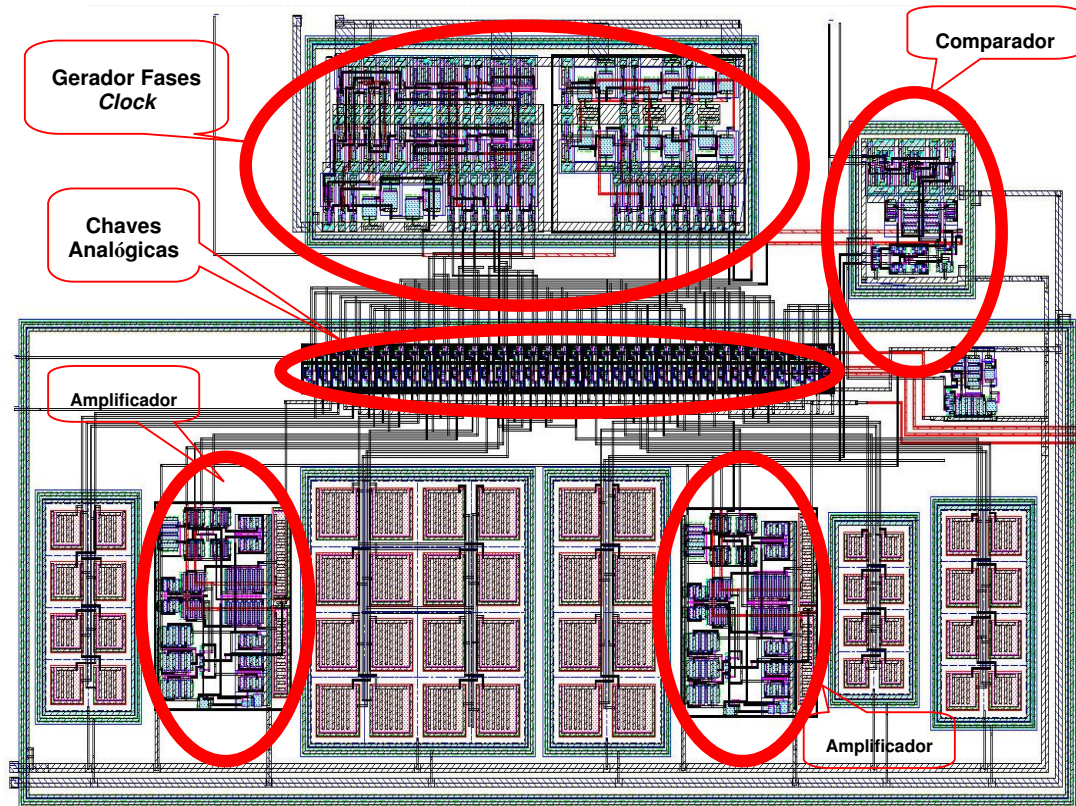 Comparador
Gerador Fases
Clock
Chaves
Analógicas
Amplificador
Amplificador